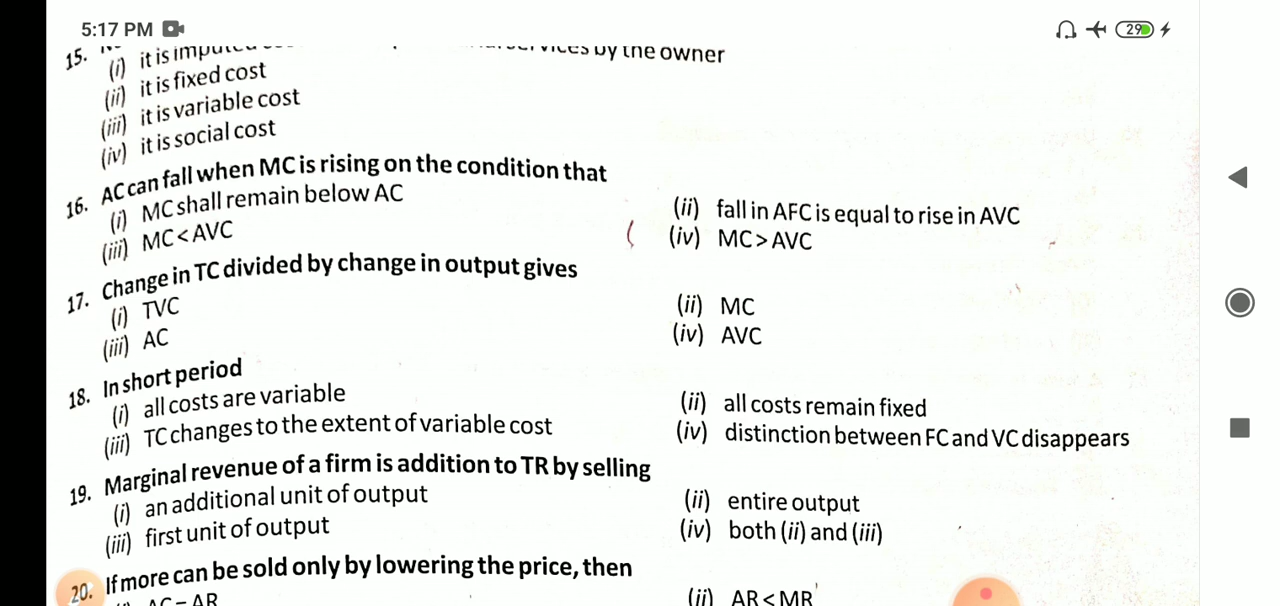 5:17 PM
29
15.
(i) it is services by the owner
(ii) it is fixed cost
(iii) it is variable cost
(iv) it is social cost
16. AC can fall when MC is rising on the condition that
(i) MC shall remain below AC (ii) fall in AFC is equal to rise in AVC
(iii) MC < AVC (iv) MC > AVC
17. Change in TC divided by change in output gives
(i) TVC (ii) MC
(iii) AC (iv) AVC
18. In short period
(i) all costs are variable (ii) all costs remain fixed
(iii) TC changes to the extent of variable cost (iv) distinction between FC and VC disappears
19. Marginal revenue of a firm is addition to TR by selling
(i) an additional unit of output (ii) entire output
(iii) first unit of output (iv) both (ii) and (iii)
20. If more can be sold only by lowering the price, then
AC = AR (ii) AR < MR